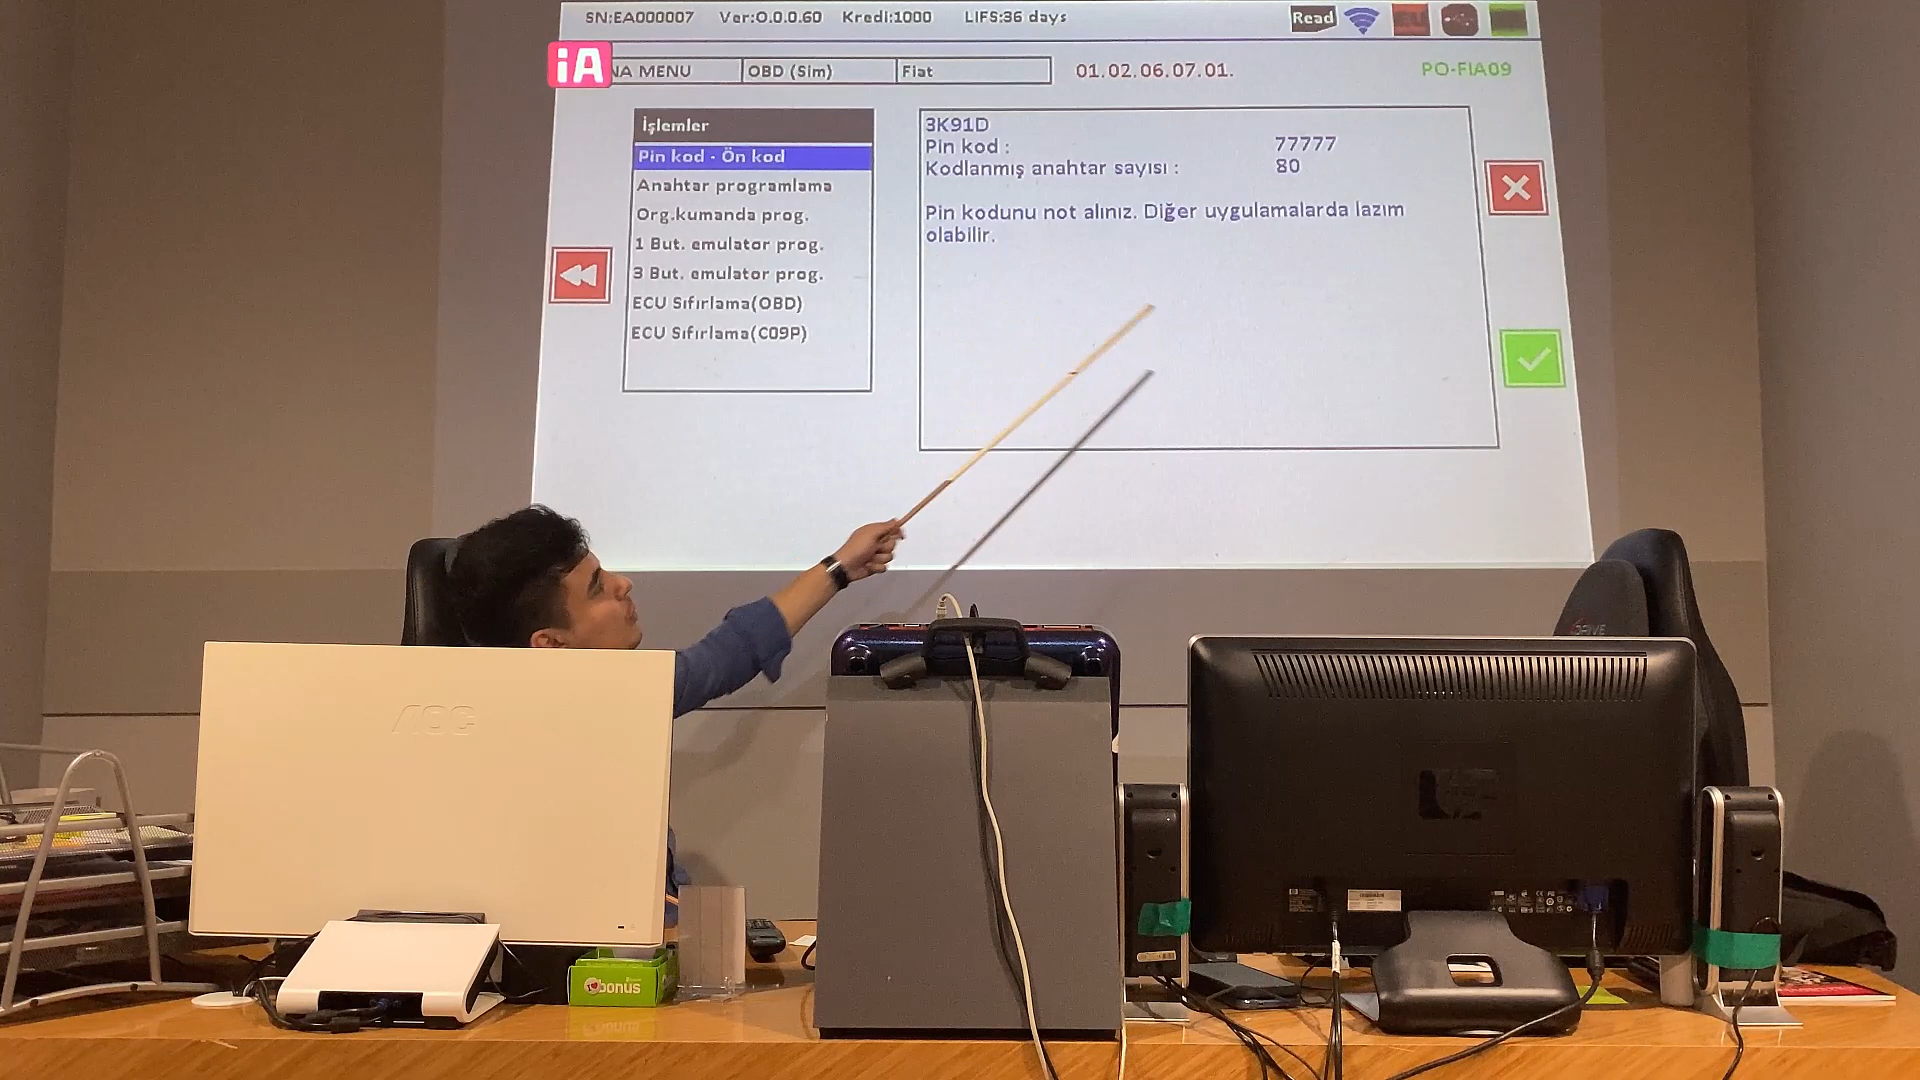 SN:EA000007 Ver:0.0.0.60 Kredi:1000 LIFS:36 days Read
iA NA MENU OBD (Sim) Fiat 01.02.06.07.01. PO-FIA09
İşlemler
Pin kod - Ön kod
Anahtar programlama
Org.kumanda prog.
1 But. emulator prog.
3 But. emulator prog.
ECU Sıfırlama(OBD)
ECU Sıfırlama(C09P)
3K91D
Pin kod : 77777
Kodlanmış anahtar sayısı : 80
Pin kodunu not alınız. Diğer uygulamalarda lazım
olabilir.
AOC
bonus